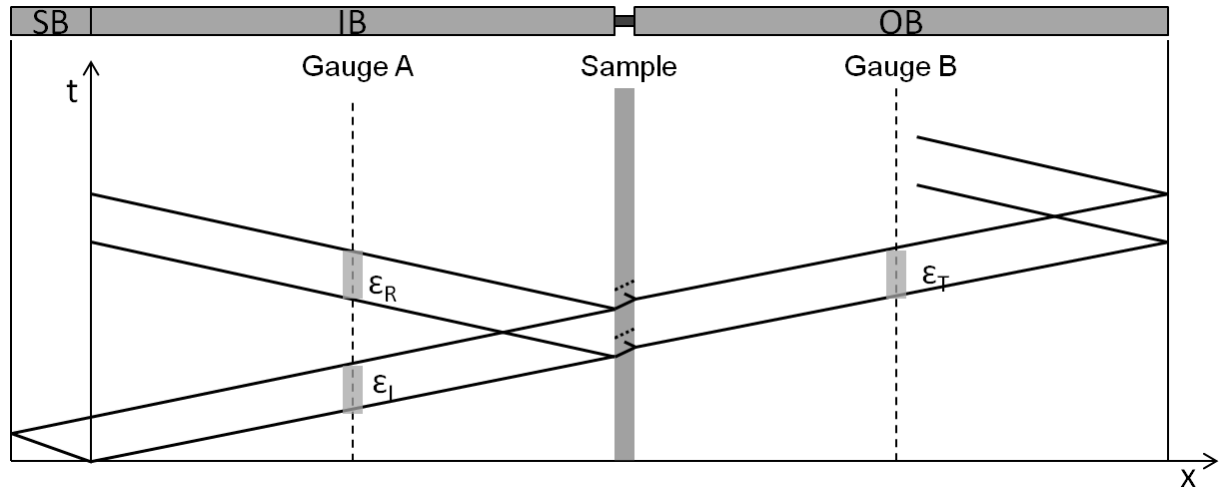 SB IB OB
Gauge A Sample Gauge B
t
εR εT
εI
x